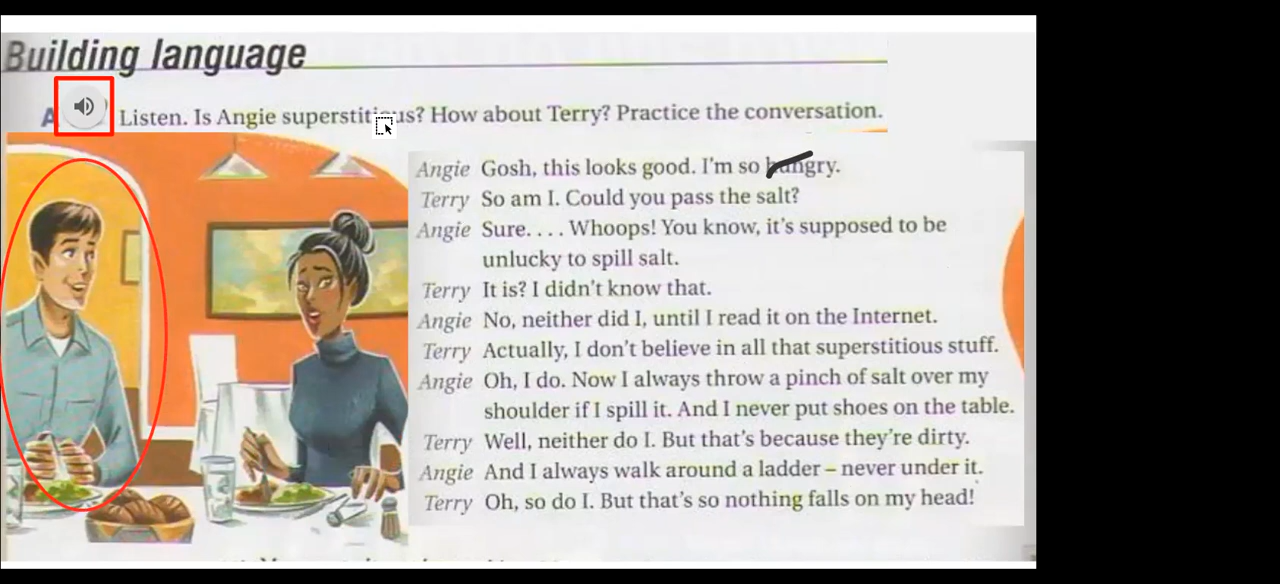 Building language
A Listen. Is Angie superstitious? How about Terry? Practice the conversation.
Angie Gosh, this looks good. I'm so hungry.
Terry So am I. Could you pass the salt?
Angie Sure. . . . Whoops! You know, it's supposed to be
unlucky to spill salt.
Terry It is? I didn't know that.
Angie No, neither did I, until I read it on the Internet.
Terry Actually, I don't believe in all that superstitious stuff.
Angie Oh, I do. Now I always throw a pinch of salt over my
shoulder if I spill it. And I never put shoes on the table.
Terry Well, neither do I. But that's because they're dirty.
Angie And I always walk around a ladder – never under it.
Terry Oh, so do I. But that's so nothing falls on my head!